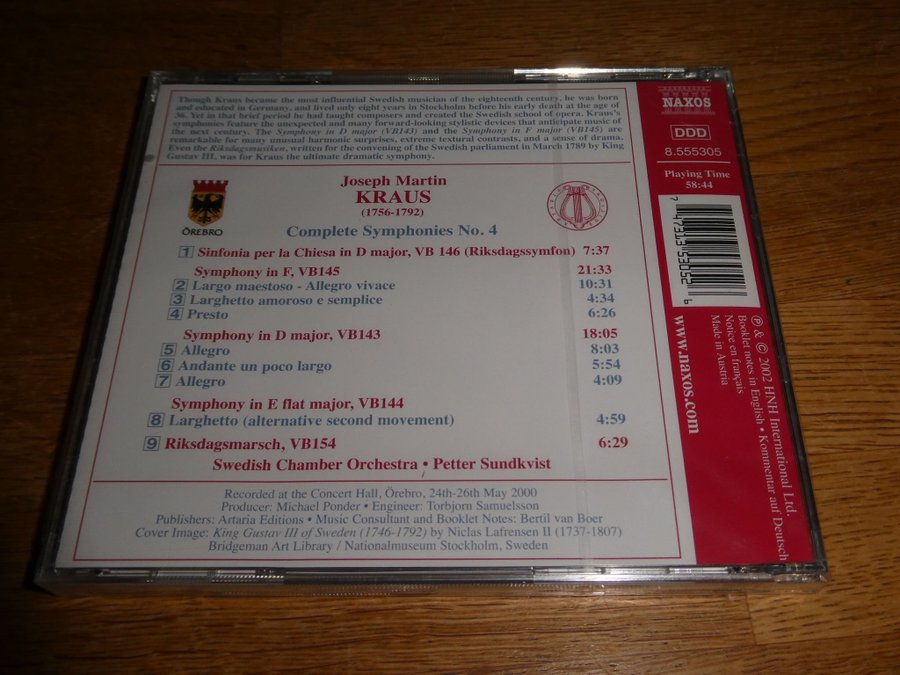 Though Kraus became the most influential Swedish musician of the eighteenth century, he was born
and educated in Germany, and lived only eight years in Stockholm before his early death at the age of
36. Yet in that brief period he had taught composers and created the Swedish school of opera. Kraus's
symphonies feature the unexpected and many forward-looking stylistic devices that anticipate music of
the next century. The Symphony in D major (VB143) and the Symphony in F major (VB145) are
remarkable for many unusual harmonic surprises, extreme textural contrasts, and a sense of drama.
Even the Riksdagsmusiken, written for the convening of the Swedish parliament in March 1789 by King
Gustav III, was for Kraus the ultimate dramatic symphony.
ÖREBRO
Joseph Martin
KRAUS
(1756-1792)
Complete Symphonies No. 4
1 Sinfonia per la Chiesa in D major, VB 146 (Riksdagssymfon) 7:37
Symphony in F, VB145 21:33
2 Largo maestoso - Allegro vivace 10:31
3 Larghetto amoroso e semplice 4:34
4 Presto 6:26
Symphony in D major, VB143 18:05
5 Allegro 8:03
6 Andante un poco largo 5:54
7 Allegro 4:09
Symphony in E flat major, VB144
8 Larghetto (alternative second movement) 4:59
9 Riksdagsmarsch, VB154 6:29
Swedish Chamber Orchestra • Petter Sundkvist
Recorded at the Concert Hall, Örebro, 24th-26th May 2000
Producer: Michael Ponder • Engineer: Torbjorn Samuelsson
Publishers: Artaria Editions • Music Consultant and Booklet Notes: Bertil van Boer
Cover Image: King Gustav III of Sweden (1746-1792) by Niclas Lafrensen II (1737-1807)
Bridgeman Art Library / Nationalmuseum Stockholm, Sweden
NAXOS
DDD
8.555305
Playing Time
58:44
7 47313 53052 6
www.naxos.com
℗ & © 2002 HNH International Ltd.
Booklet notes in English • Kommentar auf Deutsch
Notice en français
Made in Austria